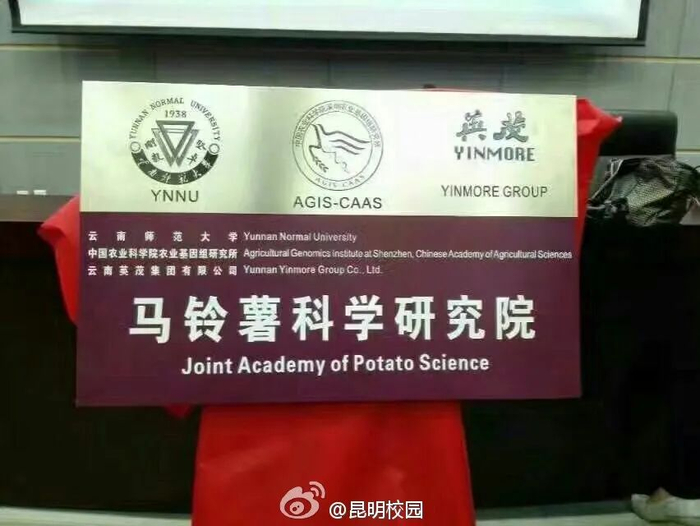 YUNNAN NORMAL UNIVERSITY
1938
YNNU
AGIS-CAAS
AGIS-CAAS
英茂
YINMORE
YINMORE GROUP
云南师范大学 Yunnan Normal University
中国农业科学院农业基因组研究所 Agricultural Genomics Institute at Shenzhen, Chinese Academy of Agricultural Sciences
云南英茂集团有限公司 Yunnan Yinmore Group Co., Ltd.
马铃薯科学研究院
Joint Academy of Potato Science
@昆明校园